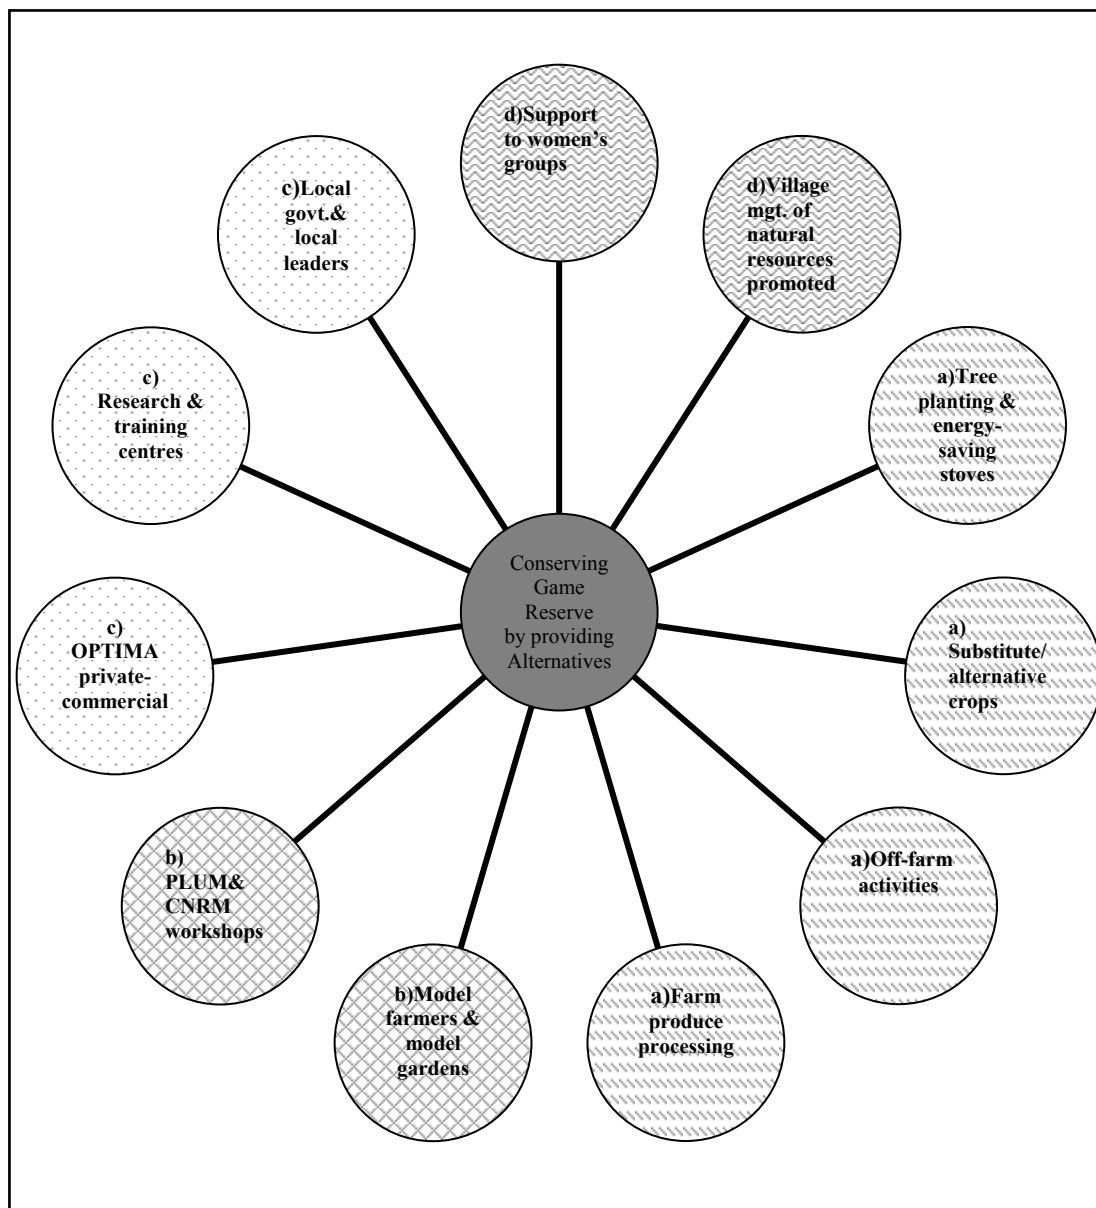 d)Support
to women’s
groups
d)Village
mgt. of
natural
resources
promoted
a)Tree
planting &
energy-
saving
stoves
a)
Substitute/
alternative
crops
a)Off-farm
activities
a)Farm
produce
processing
b)Model
farmers &
model
gardens
b)
PLUM&
CNRM
workshops
c)
OPTIMA
private-
commercial
c)
Research &
training
centres
c)Local
govt.&
local
leaders
Conserving
Game
Reserve
by providing
Alternatives